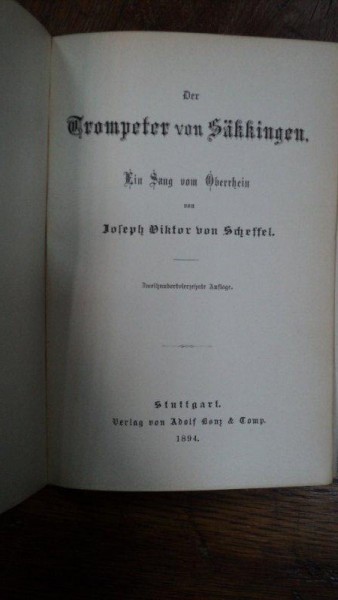 Der
Trompeter von Säkkingen.
Ein Sang vom Oberrhein
von
Joseph Viktor von Scheffel.
Auflage.
Stuttgart.
Verlag von Adolf Bonz & Comp.
1894.